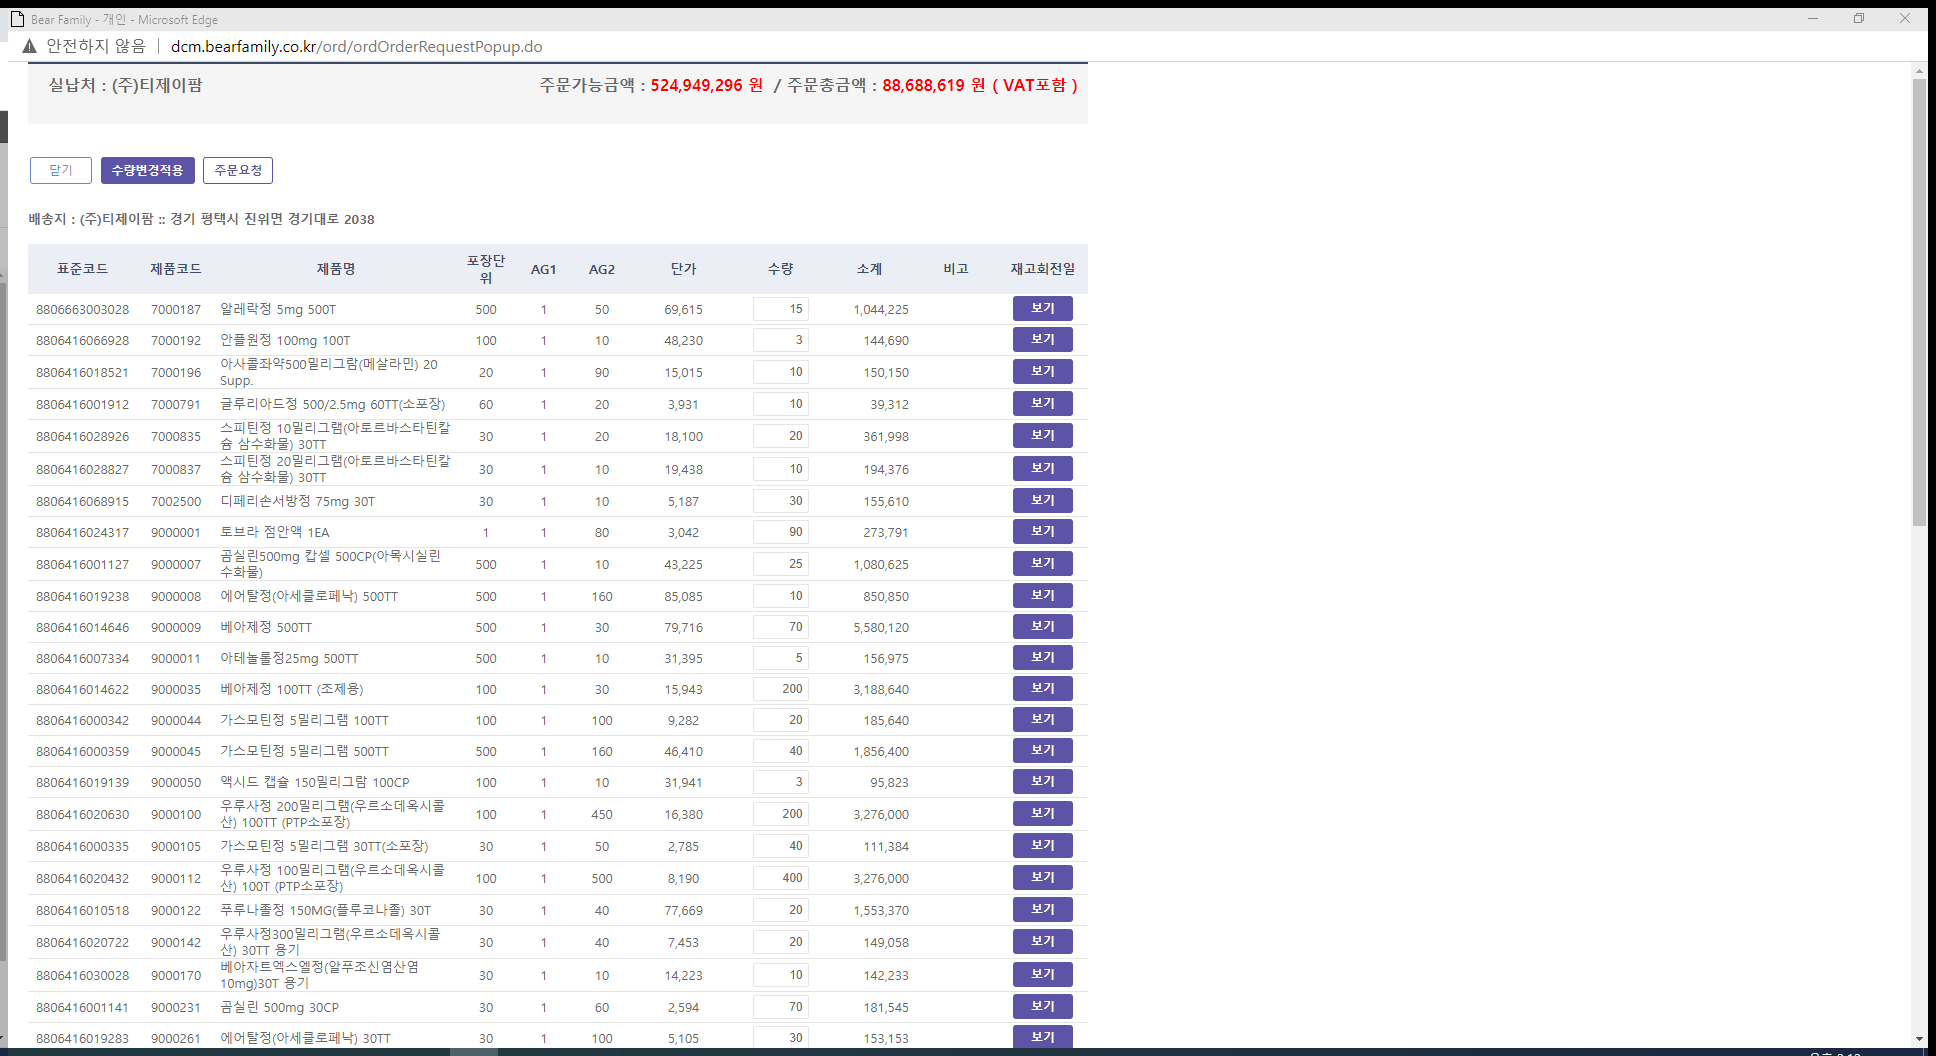 Bear Family - 개인 - Microsoft Edge
안전하지 않음 | dcm.bearfamily.co.kr/ord/ordOrderRequestPopup.do
실납처 : (주)티제이팜 주문가능금액 : 524,949,296 원 / 주문총금액 : 88,688,619 원 ( VAT포함 )
닫기 수량변경적용 주문요청
배송지 : (주)티제이팜 :: 경기 평택시 진위면 경기대로 2038
표준코드 제품코드 제품명 포장단위 AG1 AG2 단가 수량 소계 비고 재고회전일
8806663003028 7000187 알레락정 5mg 500T 500 1 50 69,615 15 1,044,225 보기
8806416066928 7000192 안플원정 100mg 100T 100 1 10 48,230 3 144,690 보기
8806416018521 7000196 아사콜좌약500밀리그람(메살라민) 20 Supp. 20 1 90 15,015 10 150,150 보기
8806416001912 7000791 글루리아드정 500/2.5mg 60TT(소포장) 60 1 20 3,931 10 39,312 보기
8806416028926 7000835 스피틴정 10밀리그램(아토르바스타틴칼슘 삼수화물) 30TT 30 1 20 18,100 20 361,998 보기
8806416028827 7000837 스피틴정 20밀리그램(아토르바스타틴칼슘 삼수화물) 30TT 30 1 10 19,438 10 194,376 보기
8806416068915 7002500 디페리손서방정 75mg 30T 30 1 10 5,187 30 155,610 보기
8806416024317 9000001 토브라 점안액 1EA 1 1 80 3,042 90 273,791 보기
8806416001127 9000007 곰실린500mg 캅셀 500CP(아목시실린수화물) 500 1 10 43,225 25 1,080,625 보기
8806416019238 9000008 에어탈정(아세클로페낙) 500TT 500 1 160 85,085 10 850,850 보기
8806416014646 9000009 베아제정 500TT 500 1 30 79,716 70 5,580,120 보기
8806416007334 9000011 아테놀롤정25mg 500TT 500 1 10 31,395 5 156,975 보기
8806416014622 9000035 베아제정 100TT (조제용) 100 1 30 15,943 200 3,188,640 보기
8806416000342 9000044 가스모틴정 5밀리그램 100TT 100 1 100 9,282 20 185,640 보기
8806416000359 9000045 가스모틴정 5밀리그램 500TT 500 1 160 46,410 40 1,856,400 보기
8806416019139 9000050 액시드 캡슐 150밀리그람 100CP 100 1 10 31,941 3 95,823 보기
8806416020630 9000100 우루사정 200밀리그램(우르소데옥시콜산) 100TT (PTP소포장) 100 1 450 16,380 200 3,276,000 보기
8806416000335 9000105 가스모틴정 5밀리그램 30TT(소포장) 30 1 50 2,785 40 111,384 보기
8806416020432 9000112 우루사정 100밀리그램(우르소데옥시콜산) 100T (PTP소포장) 100 1 500 8,190 400 3,276,000 보기
8806416010518 9000122 푸루나졸정 150MG(플루코나졸) 30T 30 1 40 77,669 20 1,553,370 보기
8806416020722 9000142 우루사정300밀리그램(우르소데옥시콜산) 30TT 용기 30 1 40 7,453 20 149,058 보기
8806416030028 9000170 베아자트엑스엘정(알푸조신염산염 10mg)30T 용기 30 1 10 14,223 10 142,233 보기
8806416001141 9000231 곰실린 500mg 30CP 30 1 60 2,594 70 181,545 보기
8806416019283 9000261 에어탈정(아세클로페낙) 30TT 30 1 100 5,105 30 153,153 보기